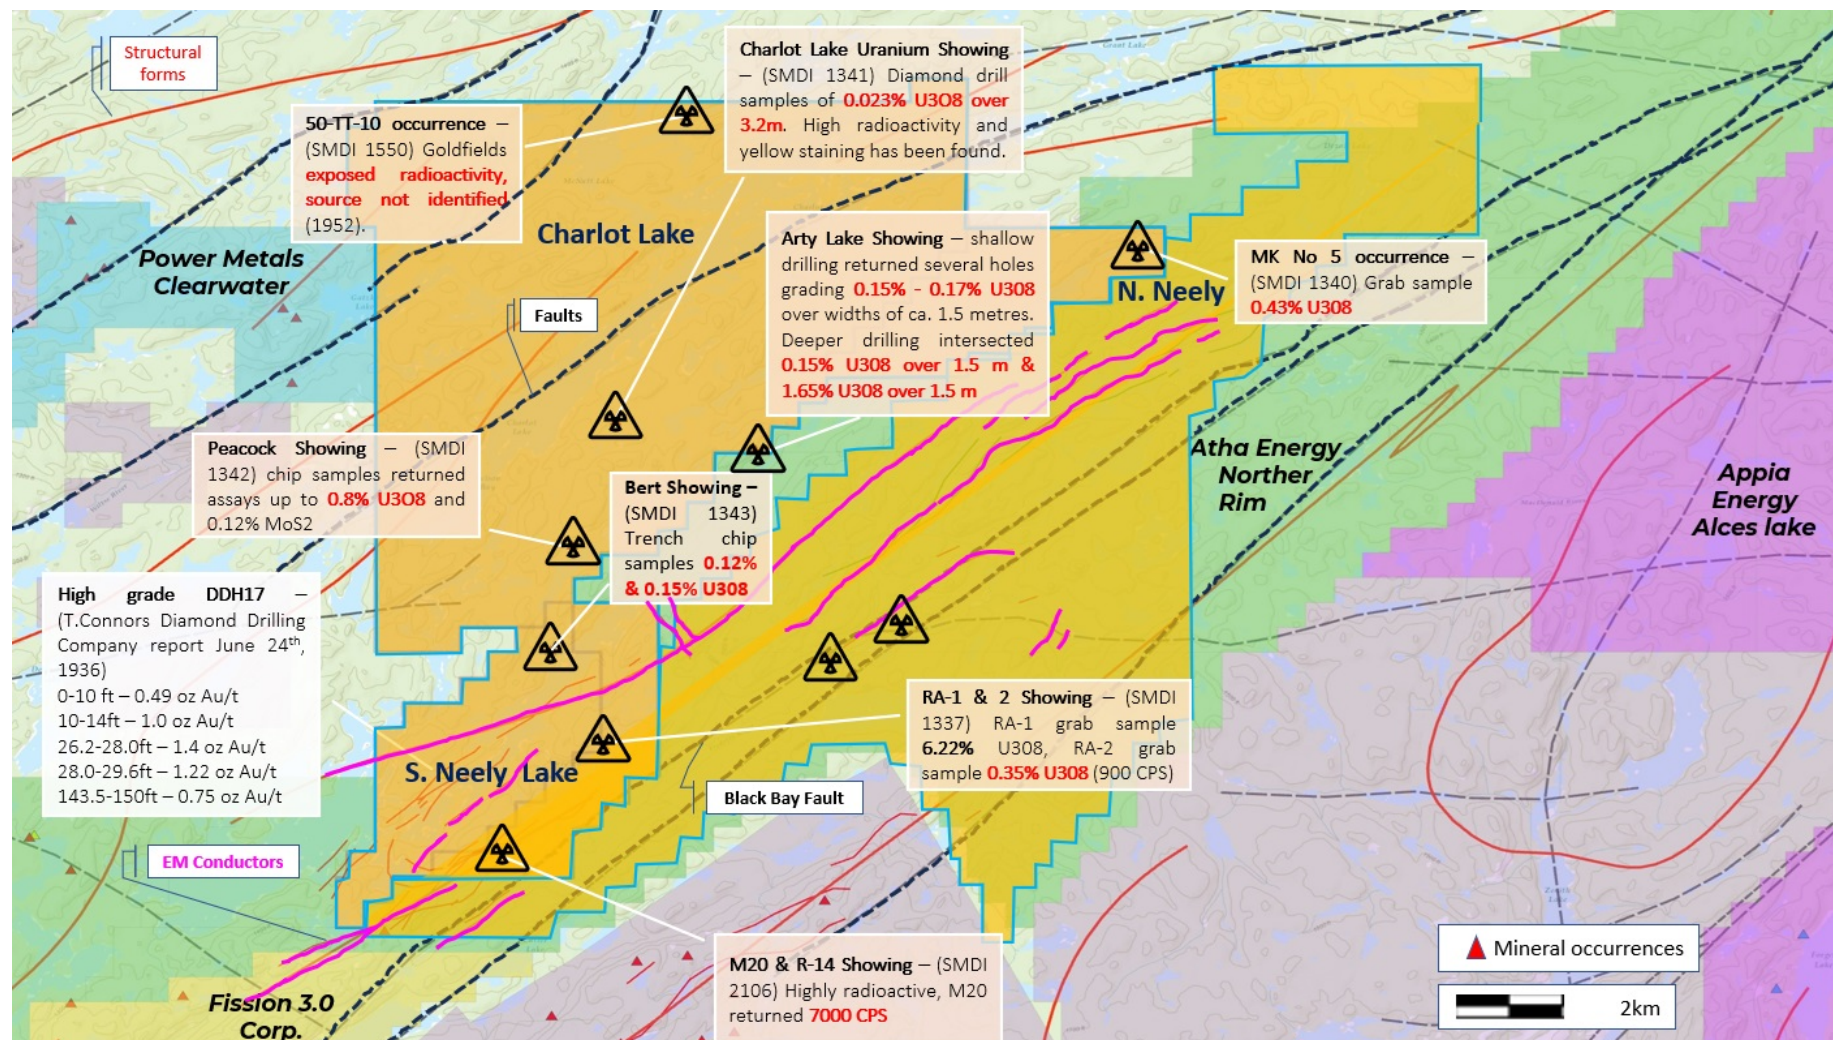 Structural
forms
50-TT-10 occurrence –
(SMDI 1550) Goldfields
exposed radioactivity,
source not identified
(1952).
Charlot Lake Uranium Showing
– (SMDI 1341) Diamond drill
samples of 0.023% U3O8 over
3.2m. High radioactivity and
yellow staining has been found.
Power Metals
Clearwater
Charlot Lake
Faults
Arty Lake Showing – shallow
drilling returned several holes
grading 0.15% - 0.17% U308
over widths of ca. 1.5 metres.
Deeper drilling intersected
0.15% U308 over 1.5 m &
1.65% U308 over 1.5 m
N. Neely
MK No 5 occurrence –
(SMDI 1340) Grab sample
0.43% U308
Peacock Showing – (SMDI
1342) chip samples returned
assays up to 0.8% U3O8 and
0.12% MoS2
Bert Showing –
(SMDI 1343)
Trench chip
samples 0.12%
& 0.15% U308
Atha Energy
Norther
Rim
Appia
Energy
Alces lake
High grade DDH17 –
(T.Connors Diamond Drilling
Company report June 24th,
1936)
0-10 ft – 0.49 oz Au/t
10-14ft – 1.0 oz Au/t
26.2-28.0ft – 1.4 oz Au/t
28.0-29.6ft – 1.22 oz Au/t
143.5-150ft – 0.75 oz Au/t
S. Neely Lake
RA-1 & 2 Showing – (SMDI
1337) RA-1 grab sample
6.22% U308, RA-2 grab
sample 0.35% U308 (900 CPS)
Black Bay Fault
EM Conductors
M20 & R-14 Showing – (SMDI
2106) Highly radioactive, M20
returned 7000 CPS
Fission 3.0
Corp.
Mineral occurrences
2km